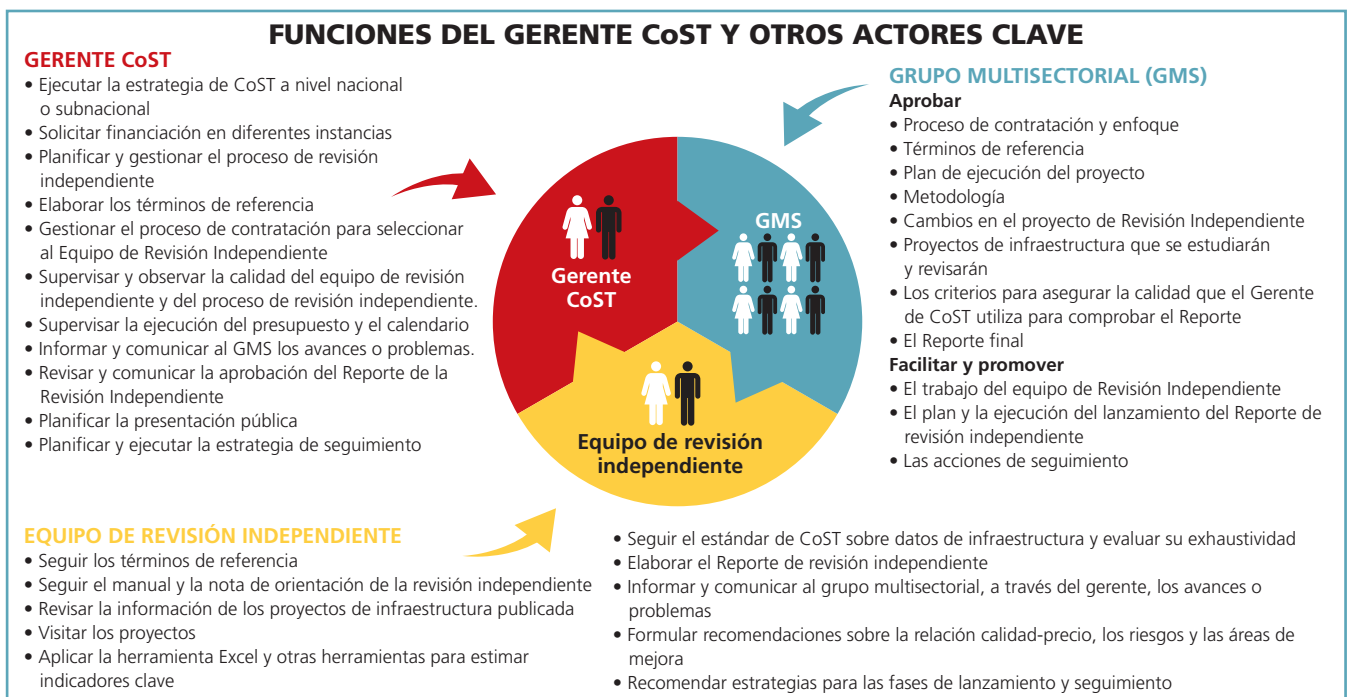 FUNCIONES DEL GERENTE CoST Y OTROS ACTORES CLAVE
GERENTE CoST
• Ejecutar la estrategia de CoST a nivel nacional
o subnacional
• Solicitar financiación en diferentes instancias
• Planificar y gestionar el proceso de revisión
independiente
• Elaborar los términos de referencia
• Gestionar el proceso de contratación para seleccionar
al Equipo de Revisión Independiente
• Supervisar y observar la calidad del equipo de revisión
independiente y del proceso de revisión independiente.
• Supervisar la ejecución del presupuesto y el calendario
• Informar y comunicar al GMS los avances o problemas.
• Revisar y comunicar la aprobación del Reporte de la
Revisión Independiente
• Planificar la presentación pública
• Planificar y ejecutar la estrategia de seguimiento
Gerente
CoST
GMS
Equipo de revisión
independiente
GRUPO MULTISECTORIAL (GMS)
Aprobar
• Proceso de contratación y enfoque
• Términos de referencia
• Plan de ejecución del proyecto
• Metodología
• Cambios en el proyecto de Revisión Independiente
• Proyectos de infraestructura que se estudiarán
y revisarán
• Los criterios para asegurar la calidad que el Gerente
de CoST utiliza para comprobar el Reporte
• El Reporte final
Facilitar y promover
• El trabajo del equipo de Revisión Independiente
• El plan y la ejecución del lanzamiento del Reporte de
revisión independiente
• Las acciones de seguimiento
EQUIPO DE REVISIÓN INDEPENDIENTE
• Seguir los términos de referencia
• Seguir el manual y la nota de orientación de la revisión independiente
• Revisar la información de los proyectos de infraestructura publicada
• Visitar los proyectos
• Aplicar la herramienta Excel y otras herramientas para estimar
indicadores clave
• Seguir el estándar de CoST sobre datos de infraestructura y evaluar su exhaustividad
• Elaborar el Reporte de revisión independiente
• Informar y comunicar al grupo multisectorial, a través del gerente, los avances o
problemas
• Formular recomendaciones sobre la relación calidad-precio, los riesgos y las áreas de
mejora
• Recomendar estrategias para las fases de lanzamiento y seguimiento